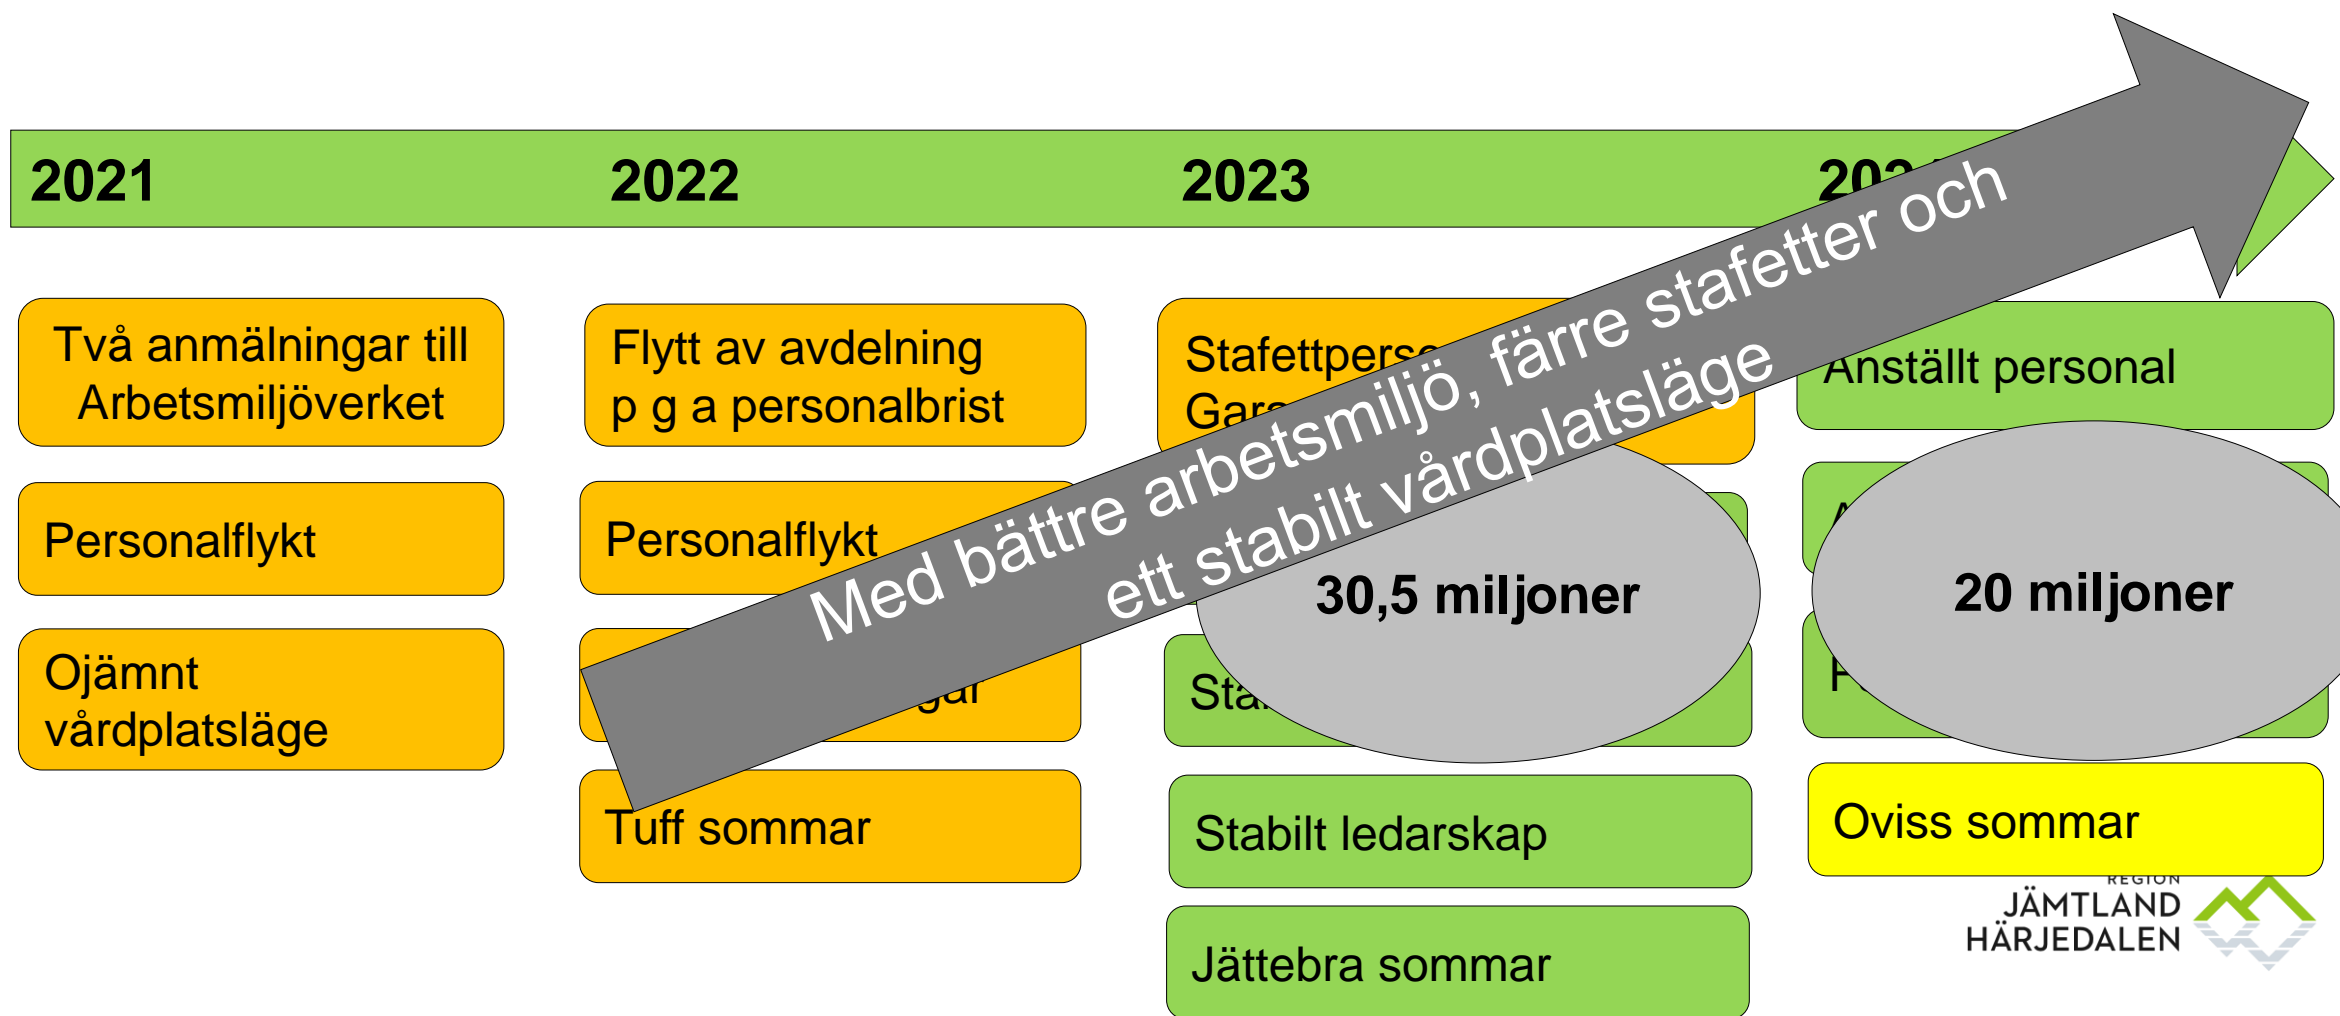 2021
2022
2023
Två anmälningar till
Arbetsmiljöverket
Personalflykt
Ojämnt
vårdplatsläge
Flytt av avdelning
p g a personalbrist
Personalflykt
Tuff sommar
Med bättre arbetsmiljö, färre stafetter och
ett stabilt vårdplatsläge
30,5 miljoner
Stabilt ledarskap
Jättebra sommar
Anställt personal
20 miljoner
Oviss sommar
REGION
JÄMTLAND
HÄRJEDALEN